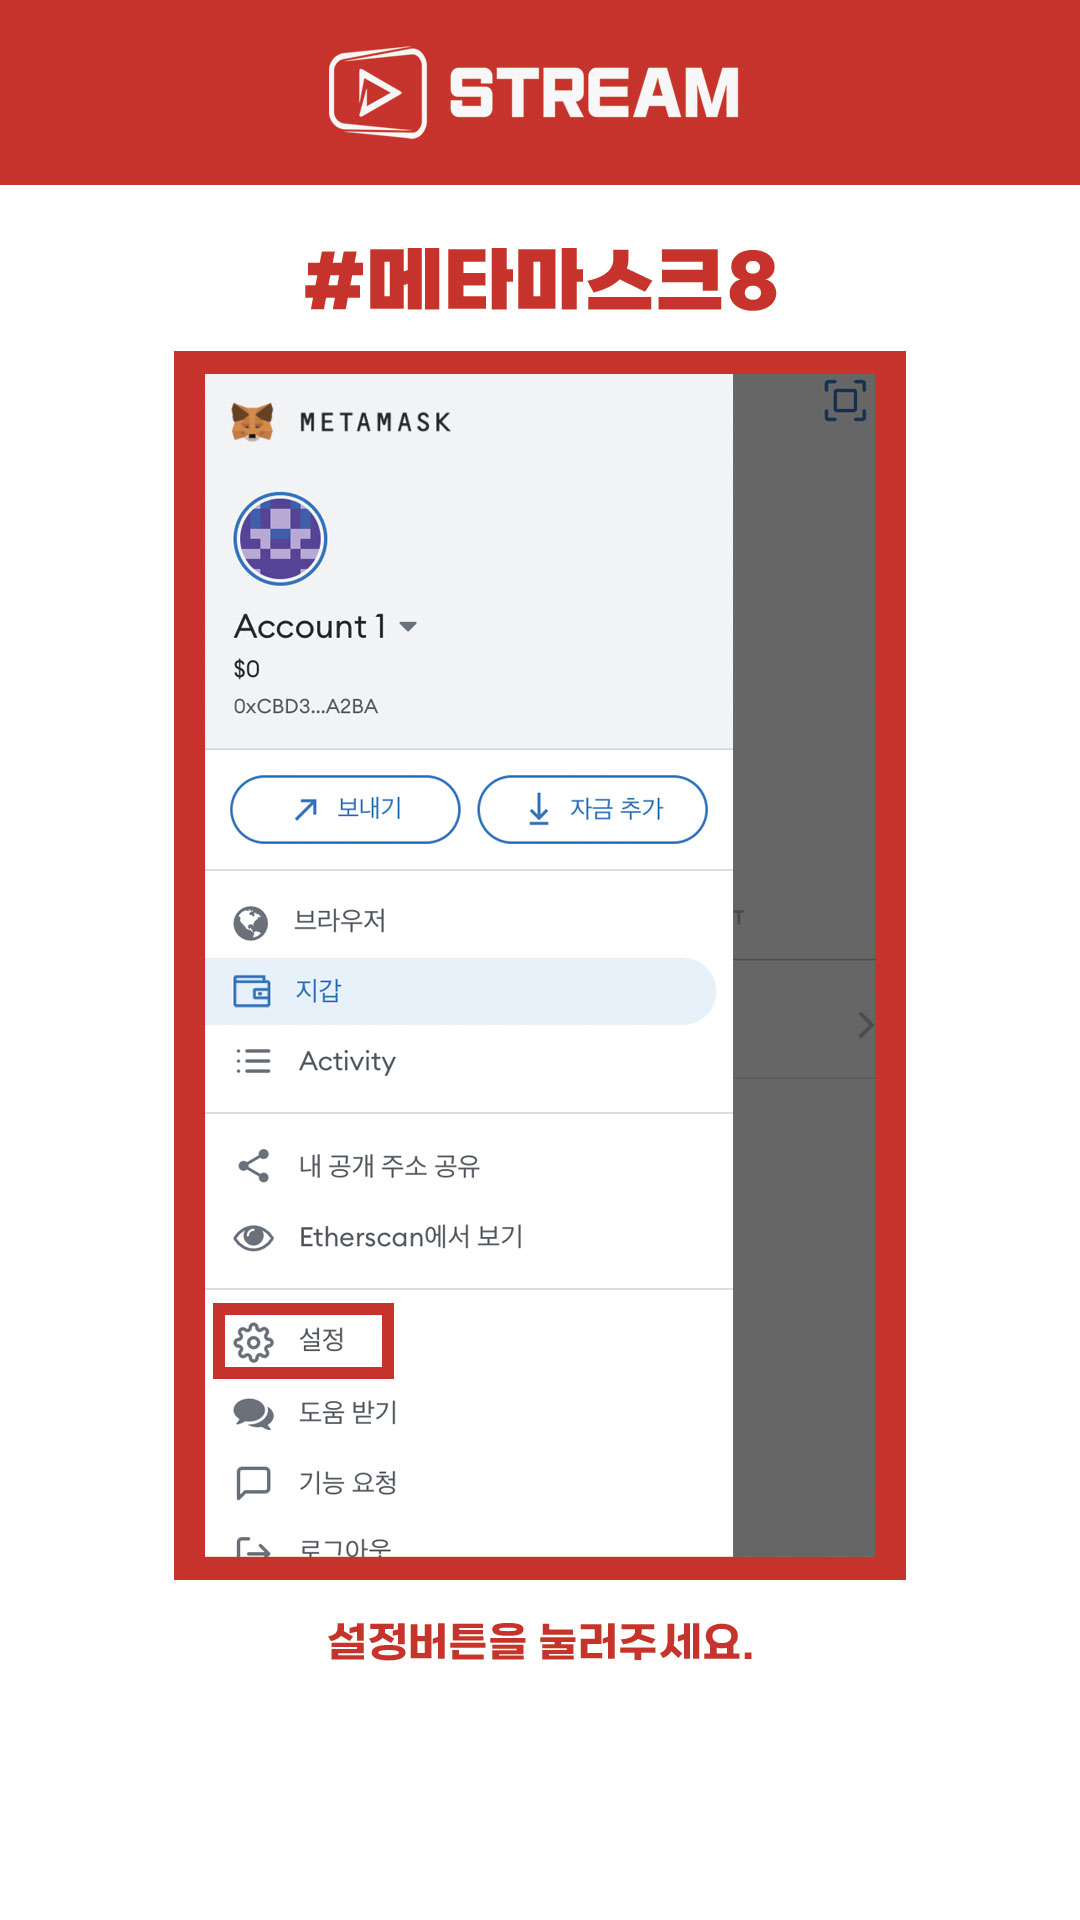 STREAM
#메타마스크8
METAMASK
Account 1
$0
0xCBD3...A2BA
보내기
자금 추가
브라우저
T
지갑
Activity
내 공개 주소 공유
Etherscan에서 보기
설정
도움 받기
기능 요청
로그아웃
설정버튼을 눌러주세요.